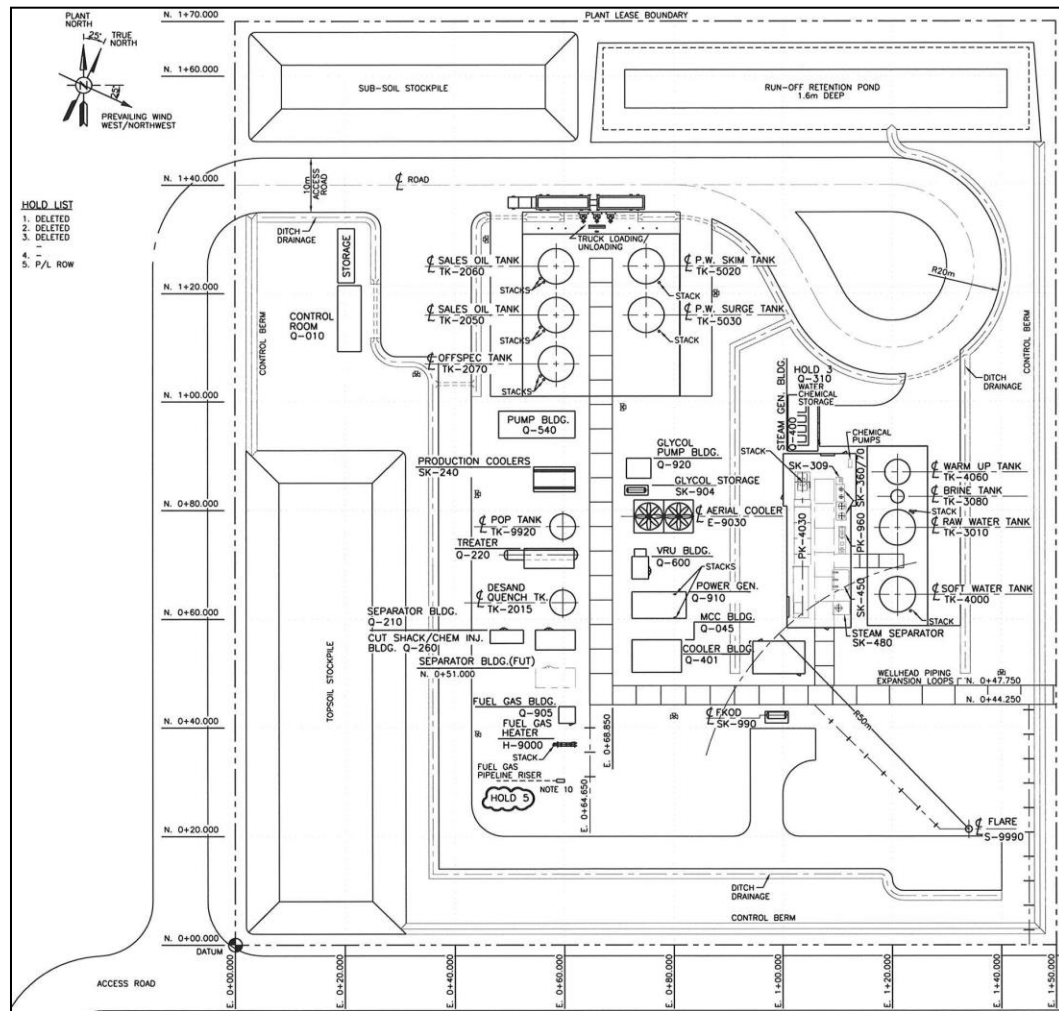 PLANT LEASE BOUNDARY
PLANT
NORTH
25°
TRUE
NORTH
N
25°
PREVAILING WIND
WEST/NORTHWEST
N. 1+70.000
N. 1+60.000
N. 1+40.000
N. 1+20.000
N. 1+00.000
N. 0+80.000
N. 0+60.000
N. 0+40.000
N. 0+20.000
N. 0+00.000
DATUM
HOLD LIST
1. DELETED
2. DELETED
3. DELETED
4. –
5. P/L ROW
SUB-SOIL STOCKPILE
RUN-OFF RETENTION POND
1.6m DEEP
10m
ACCESS
ROAD
℄ ROAD
DITCH
DRAINAGE
STORAGE
CONTROL
ROOM
Q-010
CONTROL BERM
TRUCK LOADING/
UNLOADING
℄ SALES OIL TANK
TK-2060
STACKS
℄ SALES OIL TANK
TK-2050
STACKS
℄ OFFSPEC TANK
TK-2070
STACKS
℄ P.W. SKIM TANK
TK-5020
STACK
℄ P.W. SURGE TANK
TK-5030
STACK
R20m
CONTROL BERM
DITCH
DRAINAGE
HOLD 3
Q-310
WATER
CHEMICAL
STORAGE
STEAM GEN. BLDG.
Q-400
CHEMICAL
PUMPS
PUMP BLDG.
Q-540
PRODUCTION COOLERS
SK-240
℄ POP TANK
TK-9920
TREATER
Q-220
℄ DESAND
QUENCH TK.
TK-2015
SEPARATOR BLDG.
Q-210
CUT SHACK/CHEM INJ.
BLDG. Q-260
SEPARATOR BLDG.(FUT)
N. 0+51.000
FUEL GAS BLDG.
Q-905
FUEL GAS
HEATER
H-9000
STACK
FUEL GAS
PIPELINE RISER
NOTE 10
HOLD 5
GLYCOL
PUMP BLDG.
Q-920
GLYCOL STORAGE
SK-904
℄ AERIAL COOLER
E-9030
VRU BLDG.
Q-600
STACKS
POWER GEN.
Q-910
MCC BLDG.
Q-045
COOLER BLDG.
Q-401
STACK
SK-309
SK-360/70
PK-4030
PK-960
SK-450
℄ WARM UP TANK
TK-4060
℄ BRINE TANK
TK-3080
STACK
℄ RAW WATER TANK
TK-3010
℄ SOFT WATER TANK
TK-4000
STACK
STEAM SEPARATOR
SK-480
WELLHEAD PIPING
EXPANSION LOOPS
N. 0+47.750
N. 0+44.250
℄ FKOD
SK-990
R50m
℄ FLARE
S-9990
E. 0+68.850
E. 0+64.650
TOPSOIL STOCKPILE
DITCH
DRAINAGE
CONTROL BERM
ACCESS ROAD
E. 0+00.000
E. 0+20.000
E. 0+40.000
E. 0+60.000
E. 0+80.000
E. 1+00.000
E. 1+20.000
E. 1+40.000
E. 1+50.000